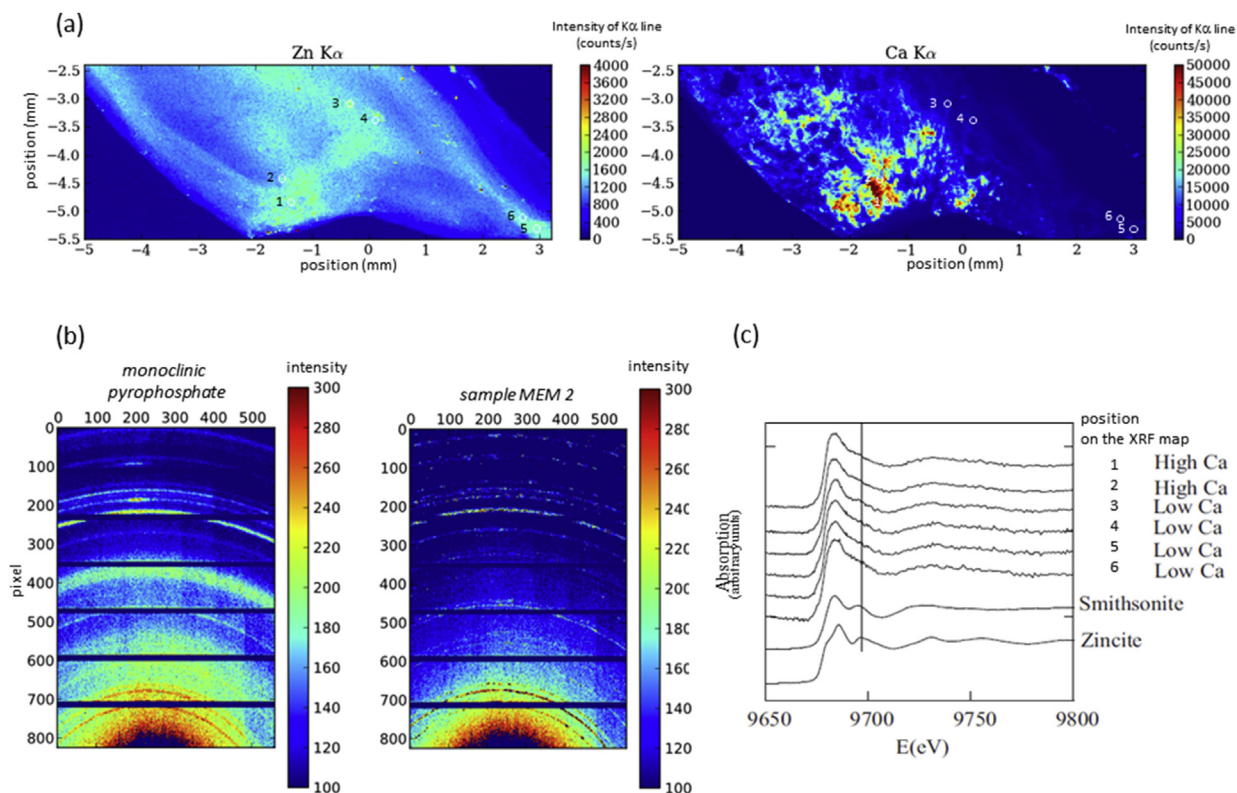 (a)
Intensity of Kα line
(counts/s)
Zn Kα
4000
3600
3200
2800
2400
2000
1600
1200
800
400
0
−2.5
−3.0
−3.5
−4.0
−4.5
−5.0
−5.5
position (mm)
3
4
2
1
6
5
−5 −4 −3 −2 −1 0 1 2 3
position (mm)
Intensity of Kα line
(counts/s)
Ca Kα
50000
45000
40000
35000
30000
25000
20000
15000
10000
5000
0
−2.5
−3.0
−3.5
−4.0
−4.5
−5.0
−5.5
3
4
6
5
−5 −4 −3 −2 −1 0 1 2 3
position (mm)
(b)
monoclinic
pyrophosphate
intensity
0 100 200 300 400 500
0
100
200
300
400
500
600
700
800
pixel
300
280
260
240
220
200
180
160
140
120
100
sample MEM 2
intensity
0 100 200 300 400 500
0
100
200
300
400
500
600
700
800
300
280
260
240
220
200
180
160
140
120
100
(c)
position
on the XRF map
1 High Ca
2 High Ca
3 Low Ca
4 Low Ca
5 Low Ca
6 Low Ca
Smithsonite
Zincite
Absorption
(arbitrary units)
9650 9700 9750 9800
E(eV)